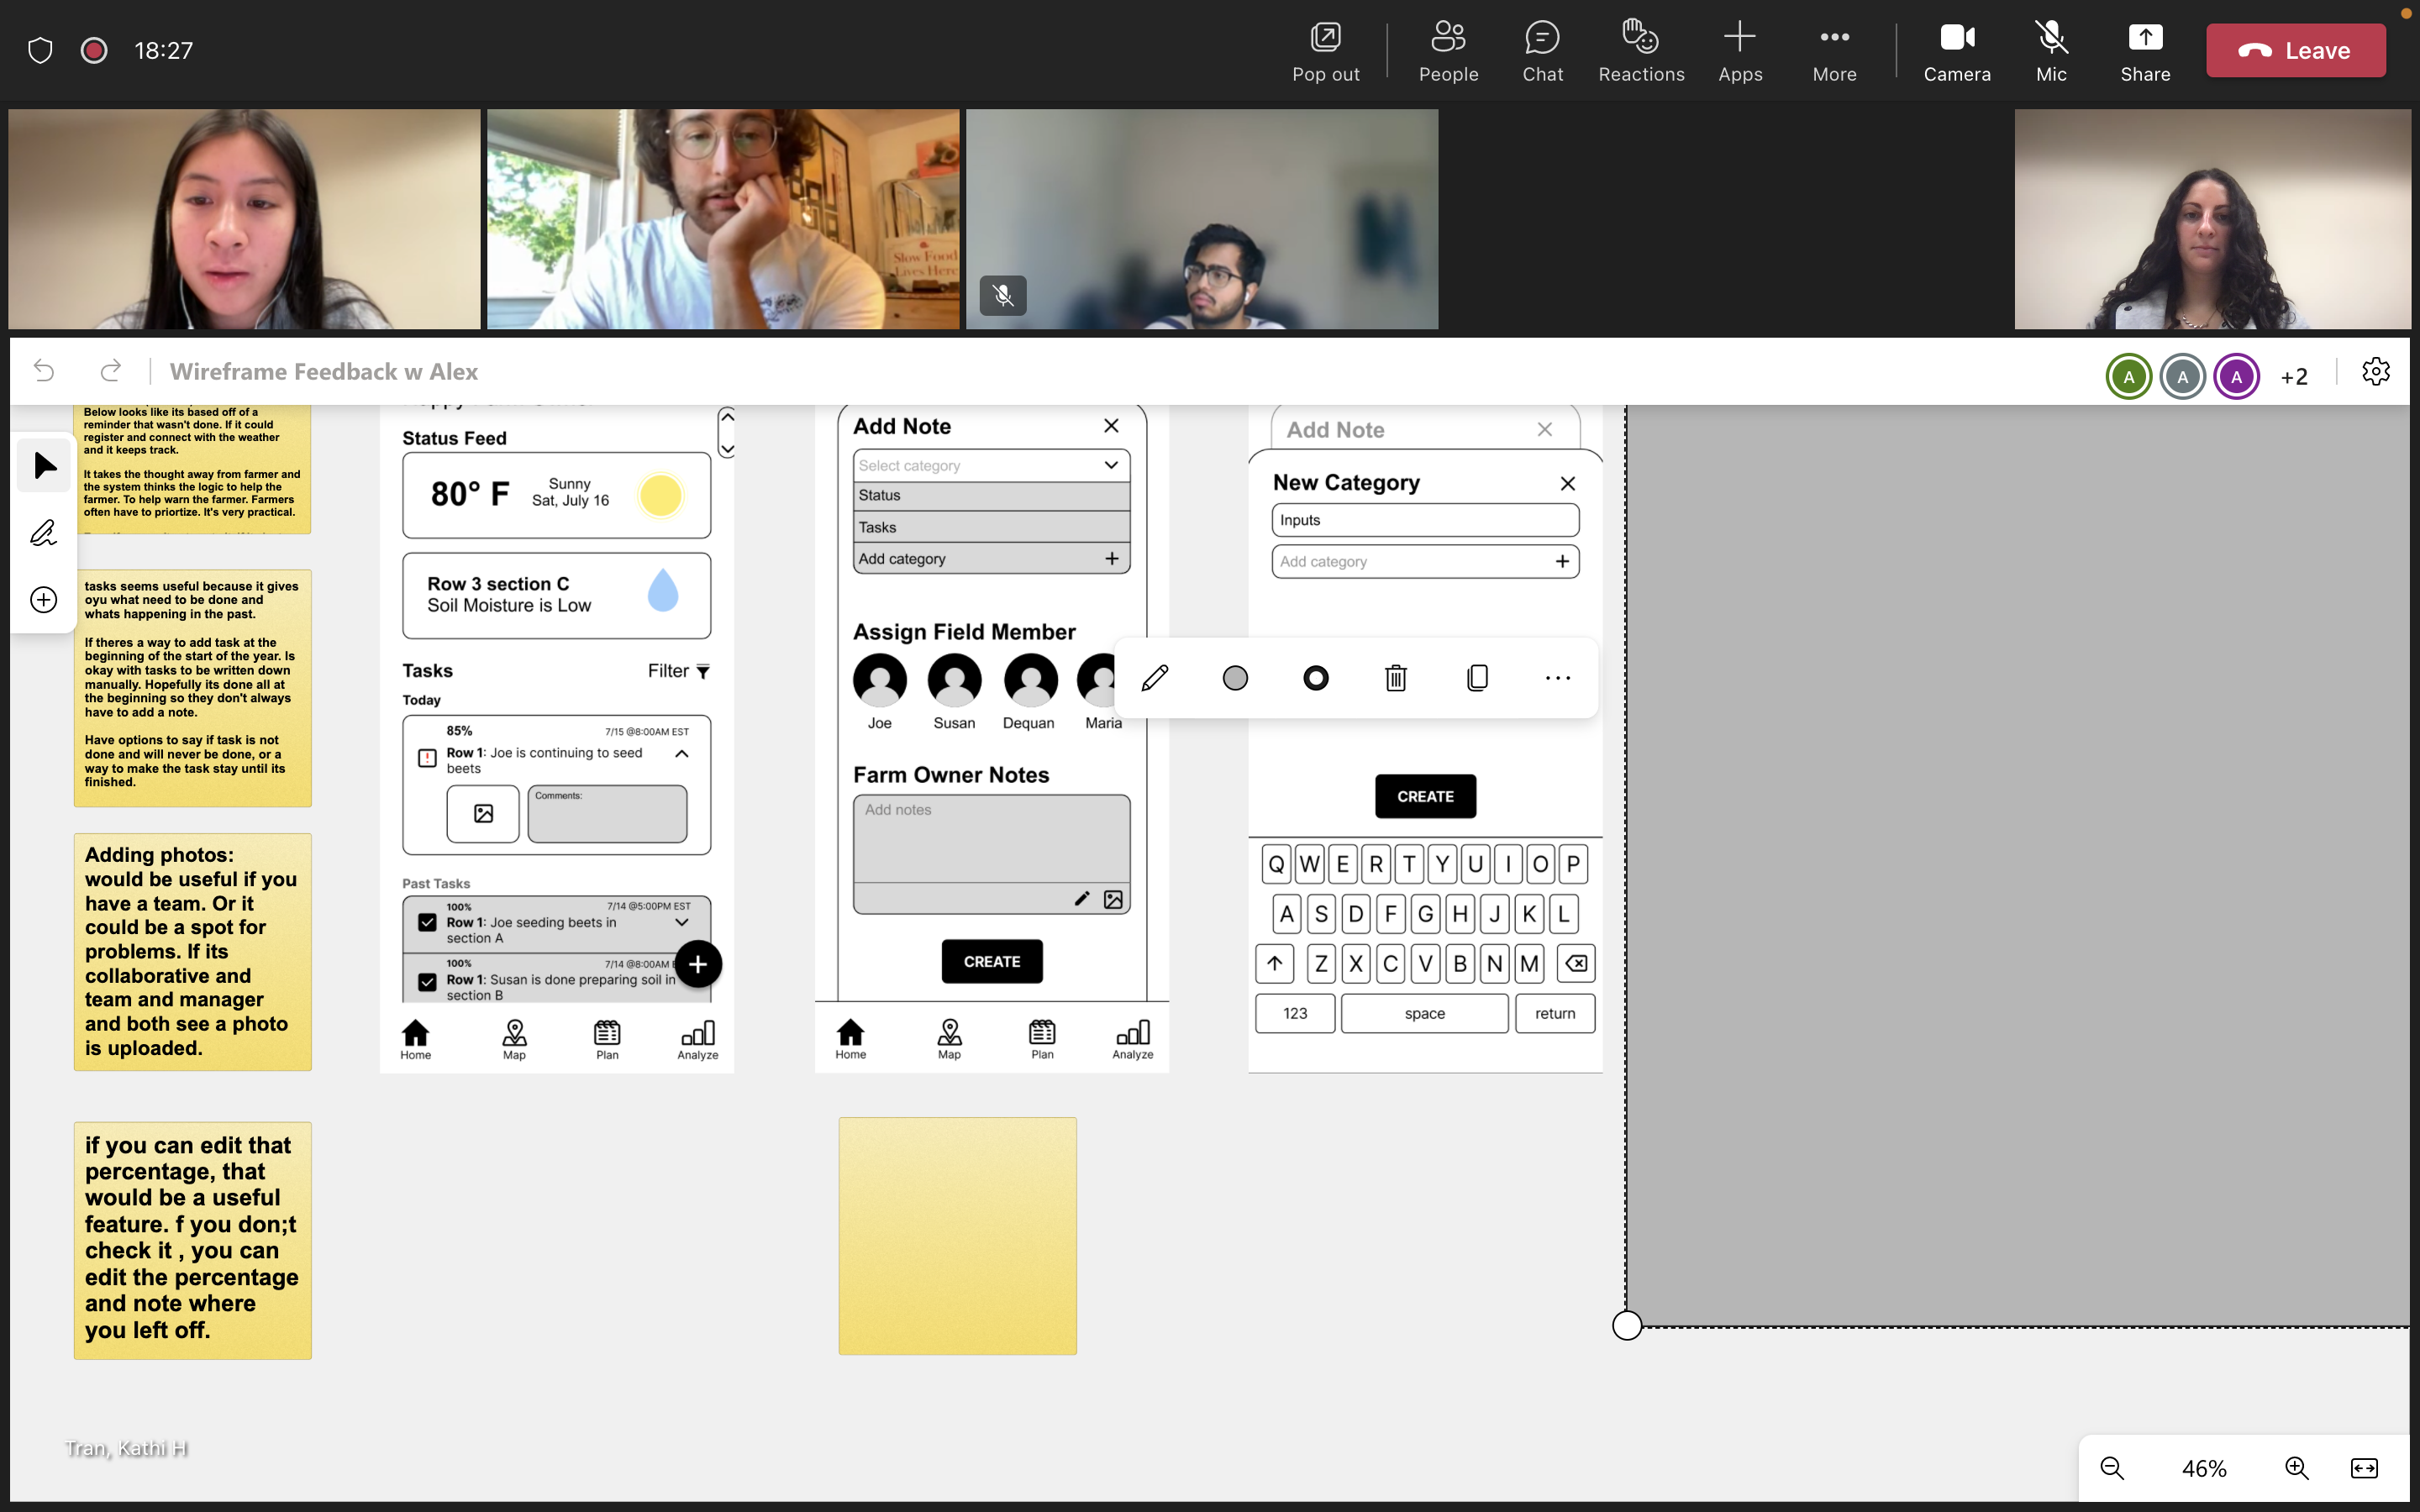 18:27
Pop out
People
Chat
Reactions
Apps
More
Camera
Mic
Share
Leave
Slow Food
Lives Here
Wireframe Feedback w Alex
A
A
A
+2
Below looks like its based off of a
reminder that wasn't done. If it could
register and connect with the weather
and it keeps track.
It takes the thought away from farmer and
the system thinks the logic to help the
farmer. To help warn the farmer. Farmers
often have to priortize. It's very practical.
tasks seems useful because it gives
oyu what need to be done and
whats happening in the past.
If theres a way to add task at the
beginning of the start of the year. Is
okay with tasks to be written down
manually. Hopefully its done all at
the beginning so they don't always
have to add a note.
Have options to say if task is not
done and will never be done, or a
way to make the task stay until its
finished.
Adding photos:
would be useful if you
have a team. Or it
could be a spot for
problems. If its
collaborative and
team and manager
and both see a photo
is uploaded.
if you can edit that
percentage, that
would be a useful
feature. f you don;t
check it , you can
edit the percentage
and note where
you left off.
Status Feed
80° F
Sunny
Sat, July 16
Row 3 section C
Soil Moisture is Low
Tasks
Filter
Today
85%
7/15 @8:00AM EST
Row 1: Joe is continuing to seed
beets
Comments:
Past Tasks
100%
7/14 @5:00PM EST
Row 1: Joe seeding beets in
section A
100%
7/14 @8:00AM
Row 1: Susan is done preparing soil in
section B
Home
Map
Plan
Analyze
Add Note
Select category
Status
Tasks
Add category
Assign Field Member
Joe
Susan
Dequan
Maria
Farm Owner Notes
Add notes
CREATE
Home
Map
Plan
Analyze
Add Note
New Category
Inputs
Add category
CREATE
Q W E R T Y U I O P
A S D F G H J K L
Z X C V B N M
123
space
return
Tran, Kathi H
46%